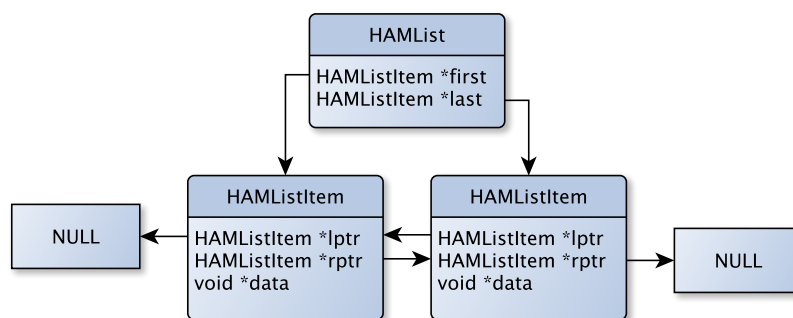 HAMList
HAMListItem *first
HAMListItem *last
HAMListItem
HAMListItem *lptr
HAMListItem *rptr
void *data
HAMListItem
HAMListItem *lptr
HAMListItem *rptr
void *data
NULL
NULL